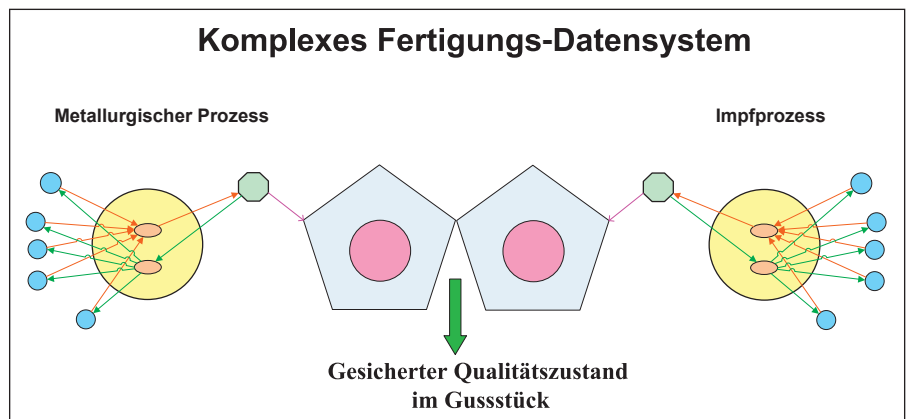 Komplexes Fertigungs-Datensystem
Metallurgischer Prozess
Impfprozess
Gesicherter Qualitätszustand
im Gussstück